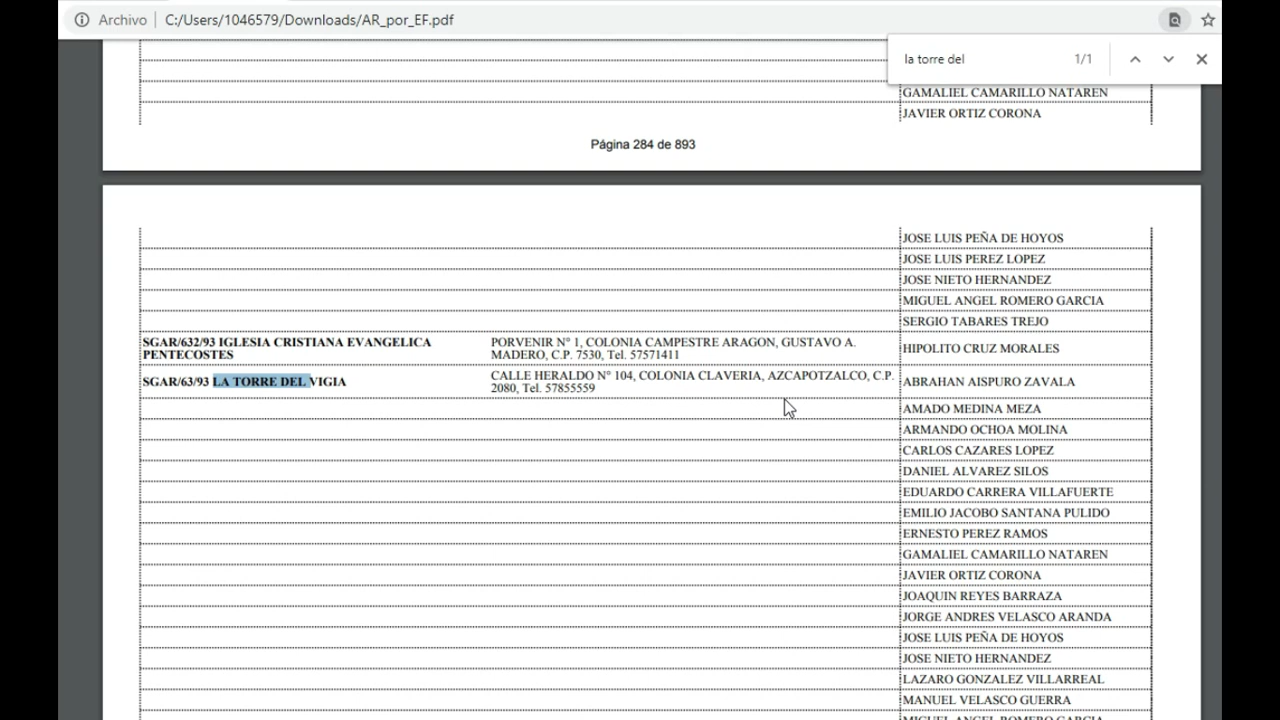 Archivo
C:/Users/1046579/Downloads/AR_por_EF.pdf
la torre del
1/1
GAMALIEL CAMARILLO NATAREN
JAVIER ORTIZ CORONA
Página 284 de 893
JOSE LUIS PEÑA DE HOYOS
JOSE LUIS PEREZ LOPEZ
JOSE NIETO HERNANDEZ
MIGUEL ANGEL ROMERO GARCIA
SERGIO TABARES TREJO
SGAR/632/93 IGLESIA CRISTIANA EVANGELICA
PENTECOSTES
PORVENIR N° 1, COLONIA CAMPESTRE ARAGON, GUSTAVO A.
MADERO, C.P. 7530, Tel. 57571411
HIPOLITO CRUZ MORALES
SGAR/63/93 LA TORRE DEL VIGIA
CALLE HERALDO N° 104, COLONIA CLAVERIA, AZCAPOTZALCO, C.P.
2080, Tel. 57855559
ABRAHAN AISPURO ZAVALA
AMADO MEDINA MEZA
ARMANDO OCHOA MOLINA
CARLOS CAZARES LOPEZ
DANIEL ALVAREZ SILOS
EDUARDO CARRERA VILLAFUERTE
EMILIO JACOBO SANTANA PULIDO
ERNESTO PEREZ RAMOS
GAMALIEL CAMARILLO NATAREN
JAVIER ORTIZ CORONA
JOAQUIN REYES BARRAZA
JORGE ANDRES VELASCO ARANDA
JOSE LUIS PEÑA DE HOYOS
JOSE NIETO HERNANDEZ
LAZARO GONZALEZ VILLARREAL
MANUEL VELASCO GUERRA
MIGUEL ANGEL ROMERO GARCIA